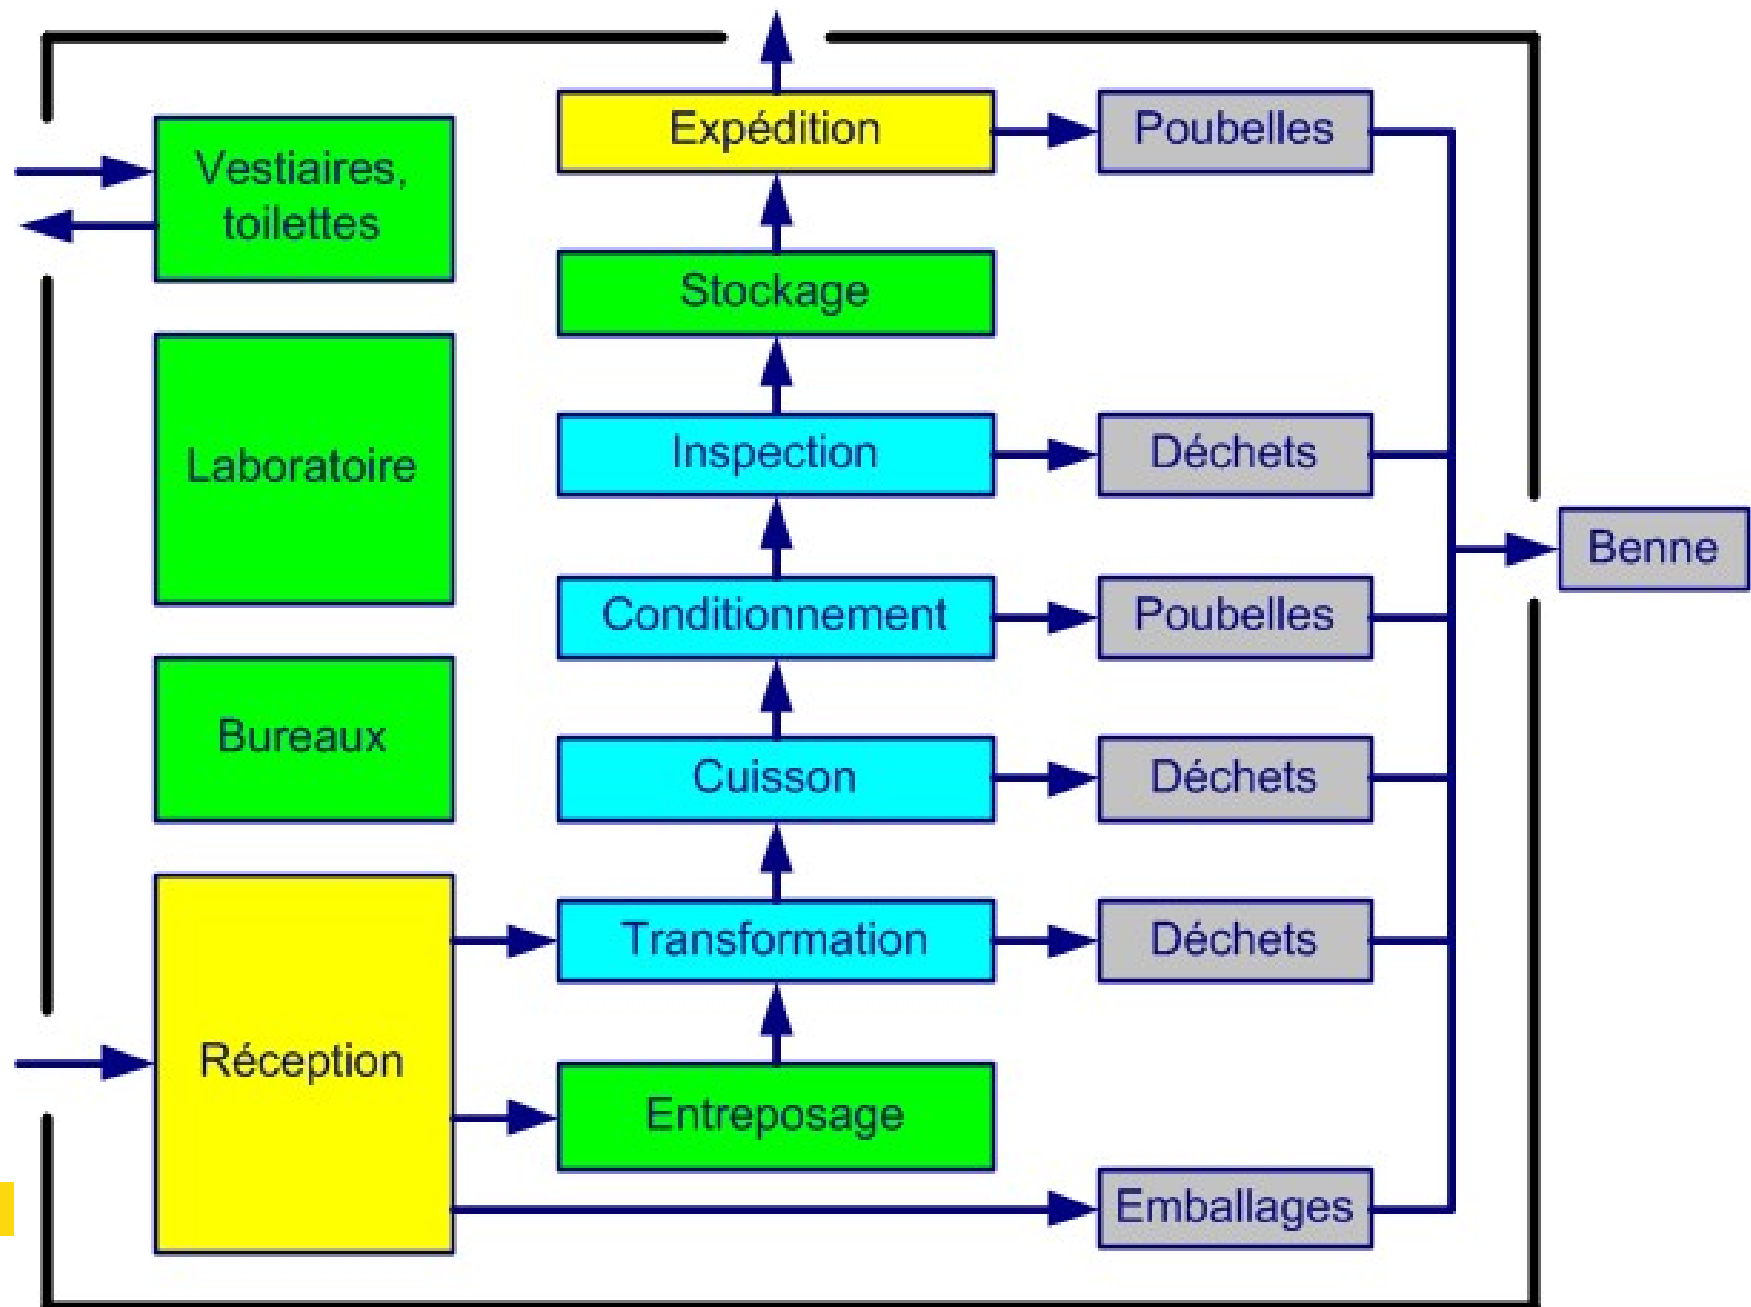 Expédition
Poubelles
Vestiaires,
toilettes
Stockage
Laboratoire
Inspection
Déchets
Benne
Conditionnement
Poubelles
Bureaux
Cuisson
Déchets
Réception
Transformation
Déchets
Entreposage
Emballages